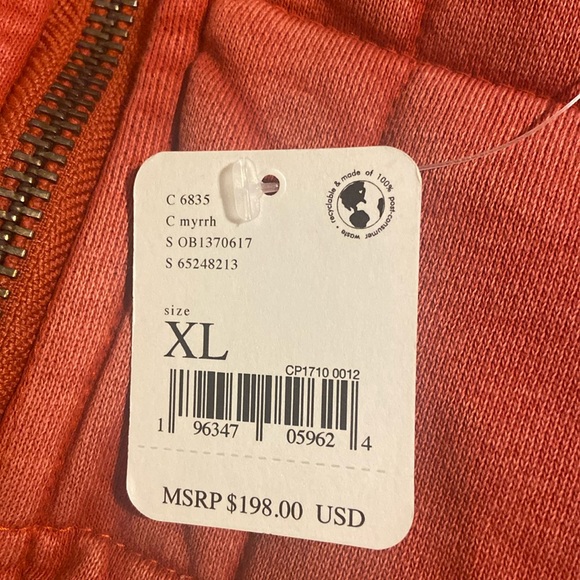 C 6835
C myrrh
S OB1370617
S 65248213
recyclable & made of 100% post-consumer waste •
size
XL
CP1710 0012
1 96347 05962 4
MSRP $198.00 USD